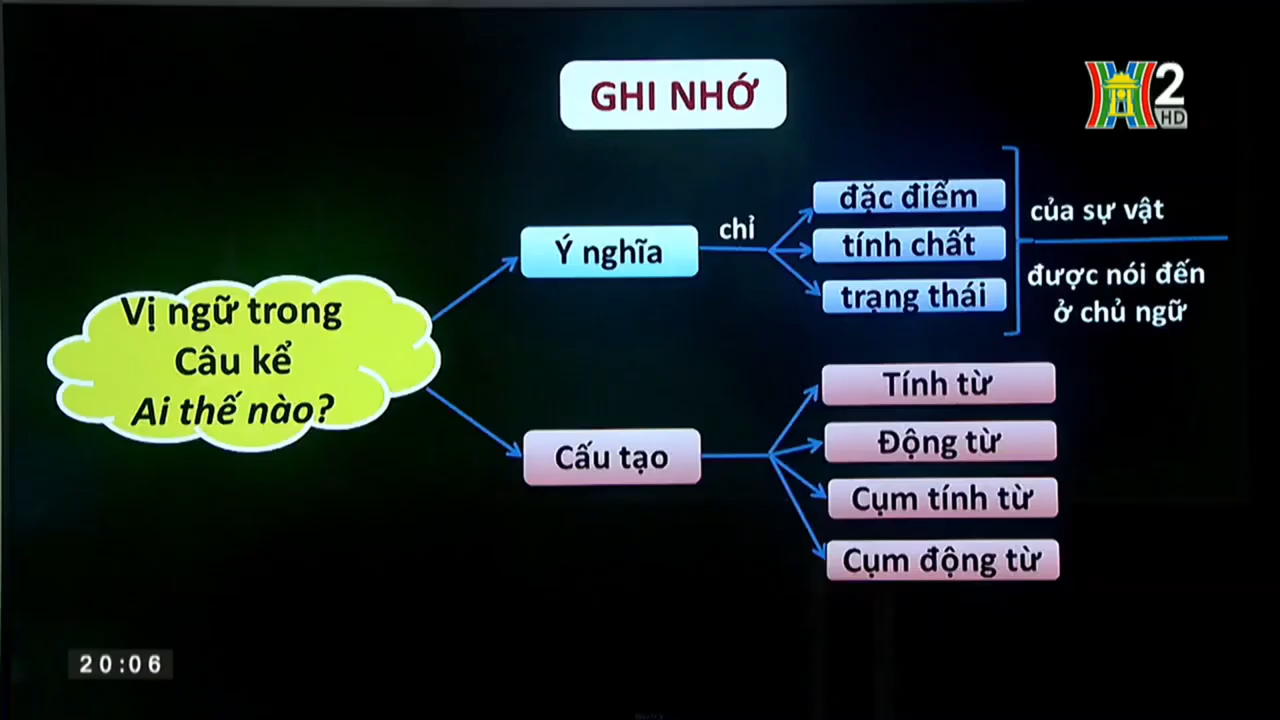 GHI NHỚ
2
HD
Vị ngữ trong
Câu kể
Ai thế nào?
Ý nghĩa
chỉ
đặc điểm
tính chất
trạng thái
của sự vật
được nói đến
ở chủ ngữ
Cấu tạo
Tính từ
Động từ
Cụm tính từ
Cụm động từ
20:06